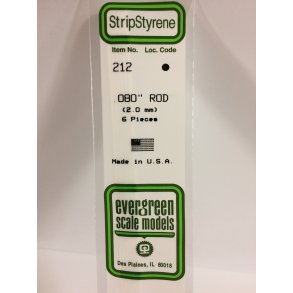 StripStyrene
Item No. Loc. Code
212
.080" ROD
(2.0 mm)
6 Pieces
Made in U.S.A.
evergreen
scale models
Des Plaines, IL 60018